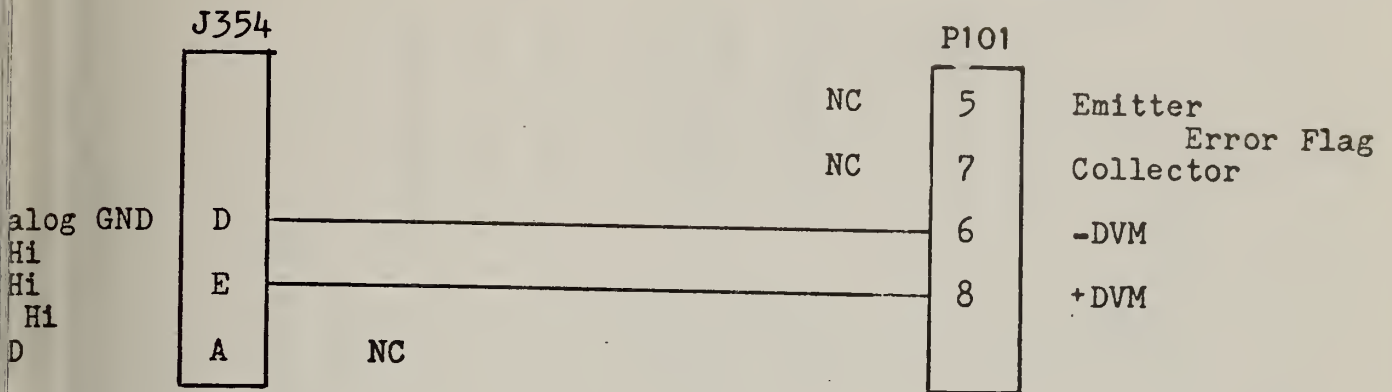 J354
P101
NC 5 Emitter
Error Flag
NC 7 Collector
alog GND D 6 -DVM
Hi
Hi E 8 +DVM
Hi
D A NC